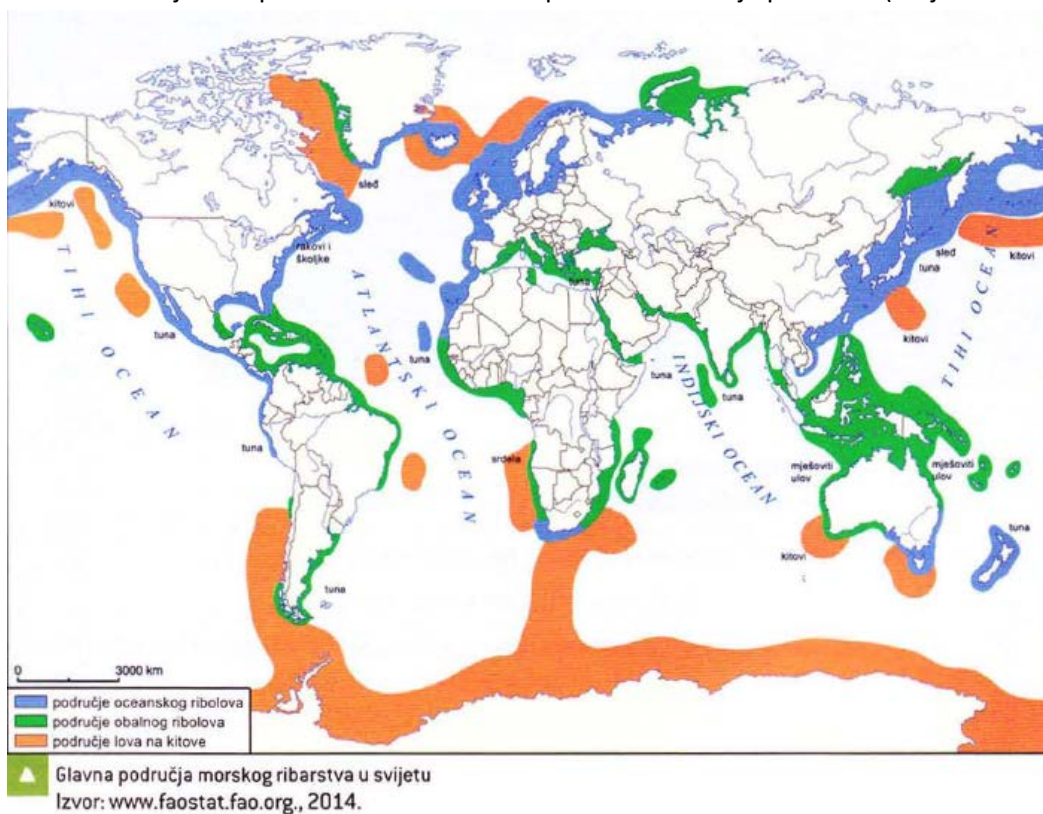 kitovi
sleđ
rakovi i
školjke
TIHI OCEAN
ATLANTSKI OCEAN
tuna
tuna
tuna
tuna
srdela
tuna
tuna
tuna
INDIJSKI OCEAN
sleđ
tuna
kitovi
kitovi
TIHI OCEAN
mješoviti
ulov
mješoviti
ulov
kitovi
tuna
0 3000 km
područje oceanskog ribolova
područje obalnog ribolova
područje lova na kitove
Glavna područja morskog ribarstva u svijetu
Izvor: www.faostat.fao.org., 2014.